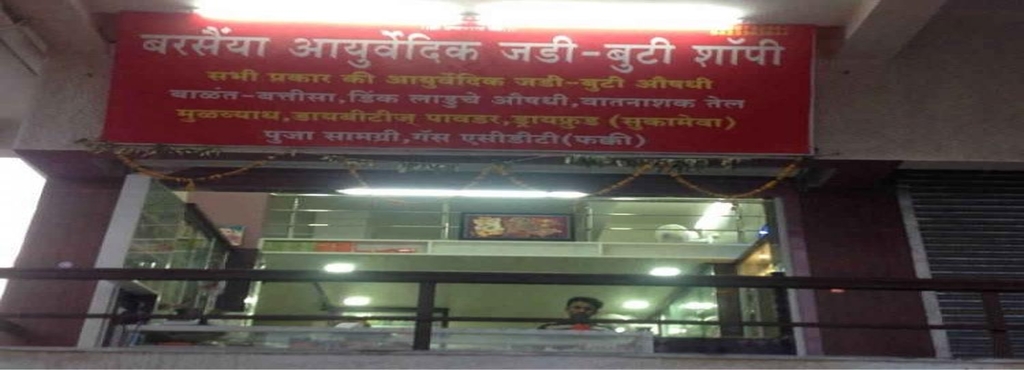 बरसैंया आयुर्वेदिक जडी-बुटी शॉपी
सभी प्रकार की आयुर्वेदिक जडी-बुटी औषधी
बाळंत-बत्तीसा,डिंक लाडुचे औषधी,वातनाशक तेल
मुळव्याध,डायबीटीज् पावडर,ड्रायफ्रुड (सुकामेवा)
पुजा सामग्री,गॅस एसीडीटी(फक्की)